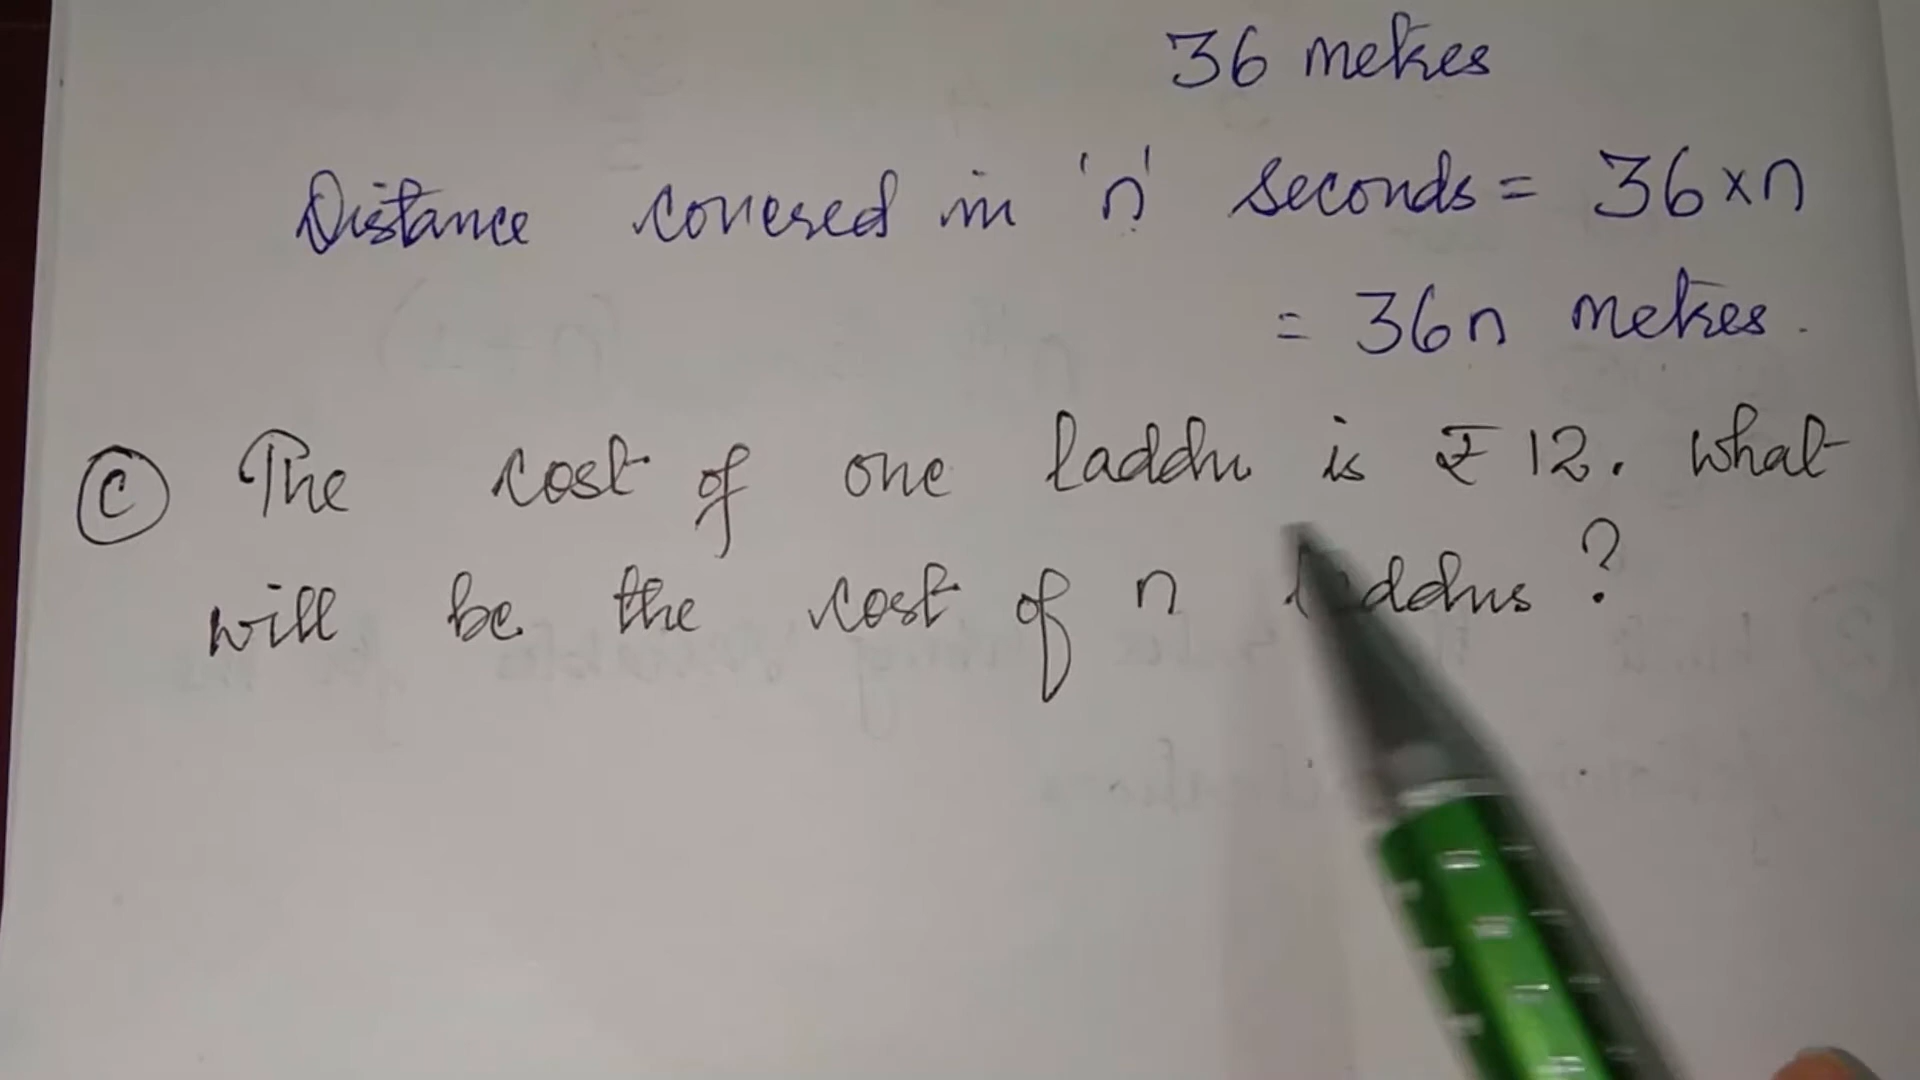 36 metres
Distance covered in 'n' seconds = 36 × n
= 36n metres.
C The cost of one laddu is ₹ 12. What
will be the cost of n laddus ?